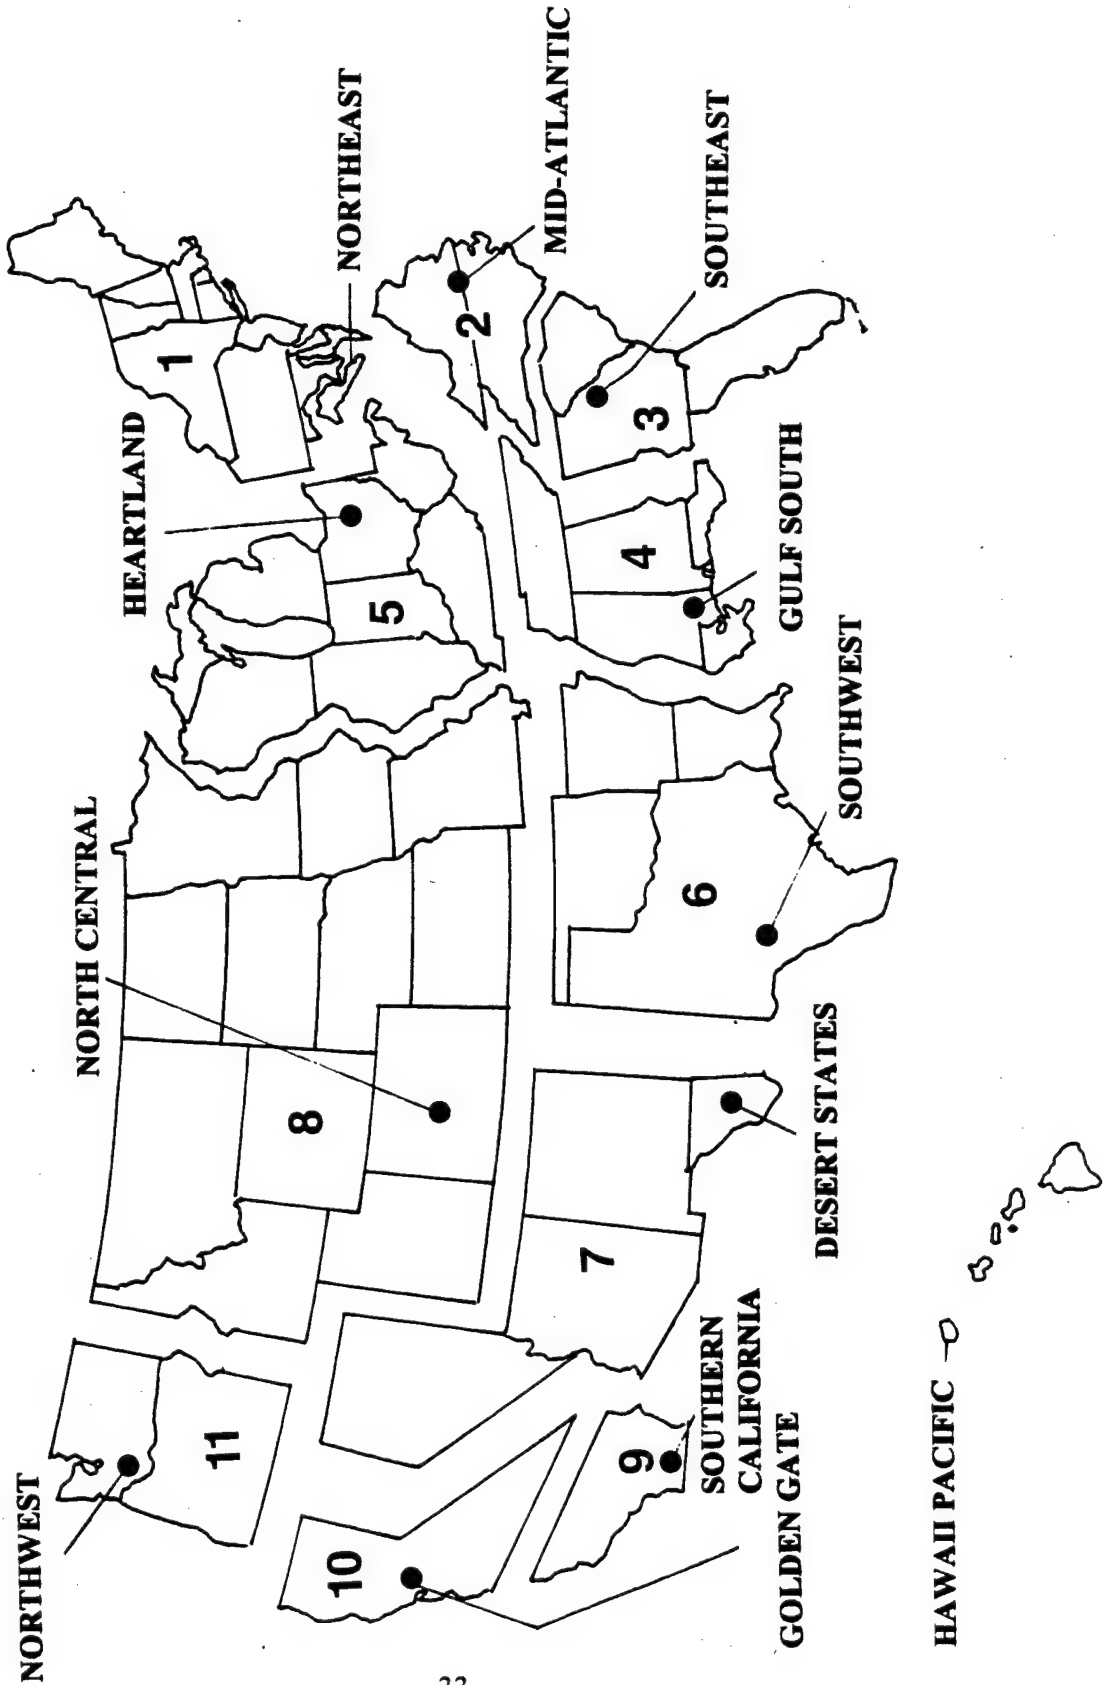 NORTHWEST
NORTH CENTRAL
HEARTLAND
NORTHEAST
MID-ATLANTIC
SOUTHEAST
GULF SOUTH
SOUTHWEST
DESERT STATES
SOUTHERN
CALIFORNIA
GOLDEN GATE
HAWAII PACIFIC
1
2
3
4
5
6
7
8
9
10
11